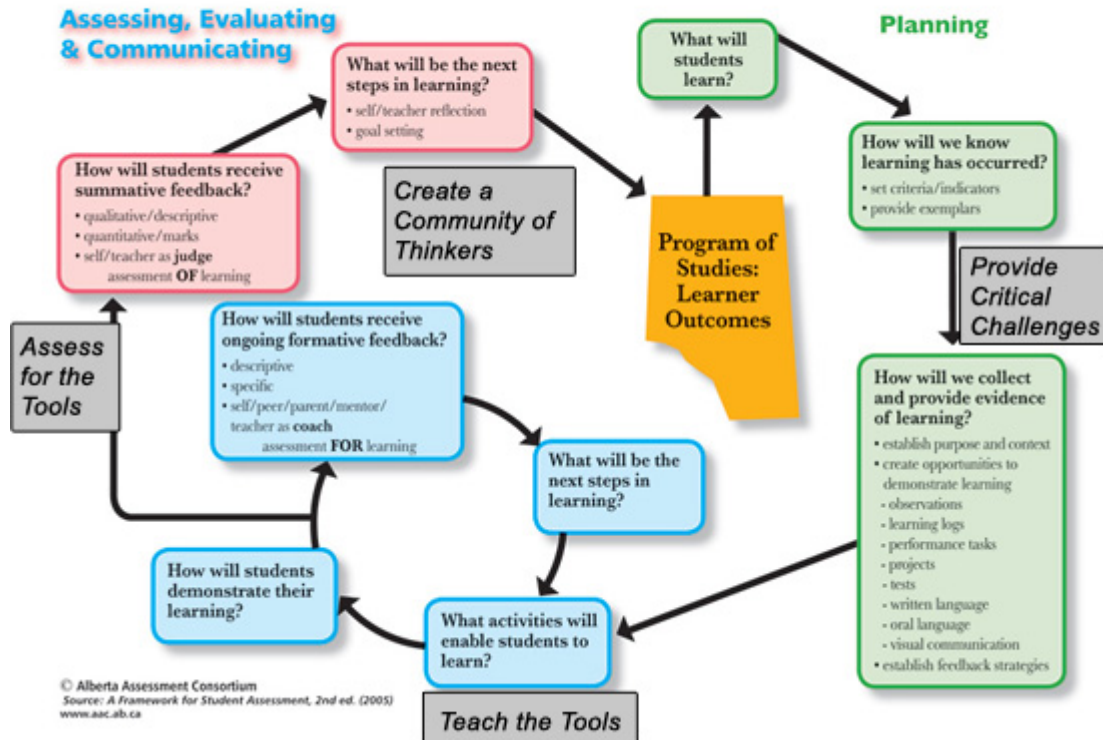 Assessing, Evaluating
& Communicating
Planning
What will be the next
steps in learning?
• self/teacher reflection
• goal setting
What will
students
learn?
How will we know
learning has occurred?
• set criteria/indicators
• provide exemplars
How will students receive
summative feedback?
• qualitative/descriptive
• quantitative/marks
• self/teacher as judge
assessment OF learning
Create a
Community of
Thinkers
Program of
Studies:
Learner
Outcomes
Provide
Critical
Challenges
Assess
for the
Tools
How will students receive
ongoing formative feedback?
• descriptive
• specific
• self/peer/parent/mentor/
teacher as coach
assessment FOR learning
What will be the
next steps in
learning?
How will we collect
and provide evidence
of learning?
• establish purpose and context
• create opportunities to
demonstrate learning
- observations
- learning logs
- performance tasks
- projects
- tests
- written language
- oral language
- visual communication
• establish feedback strategies
How will students
demonstrate their
learning?
What activities will
enable students to
learn?
Teach the Tools
© Alberta Assessment Consortium
Source: A Framework for Student Assessment, 2nd ed. (2005)
www.aac.ab.ca